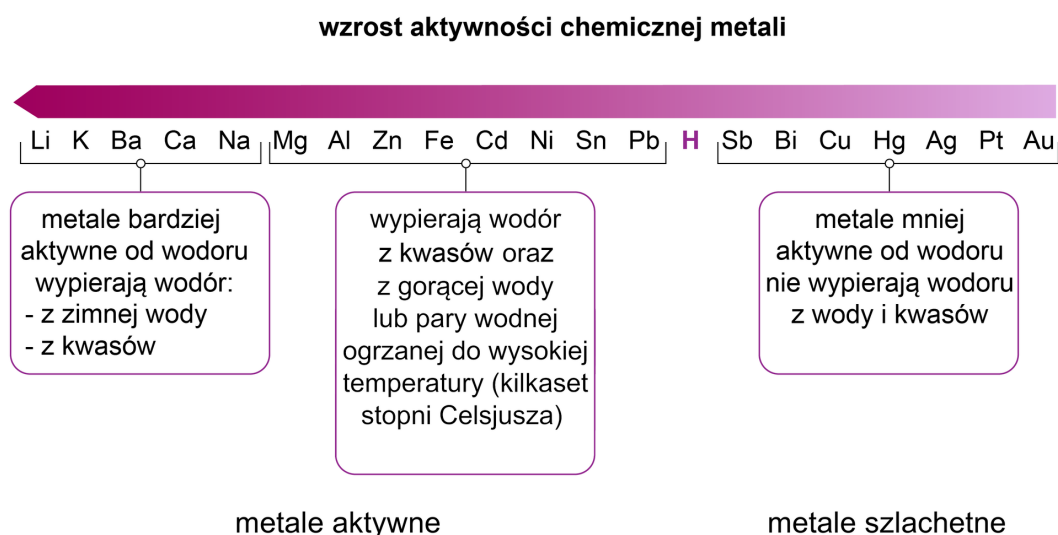 wzrost aktywności chemicznej metali
Li K Ba Ca Na Mg Al Zn Fe Cd Ni Sn Pb H Sb Bi Cu Hg Ag Pt Au
metale bardziej
aktywne od wodoru
wypierają wodór:
- z zimnej wody
- z kwasów
wypierają wodór
z kwasów oraz
z gorącej wody
lub pary wodnej
ogrzanej do wysokiej
temperatury (kilkaset
stopni Celsjusza)
metale mniej
aktywne od wodoru
nie wypierają wodoru
z wody i kwasów
metale aktywne
metale szlachetne